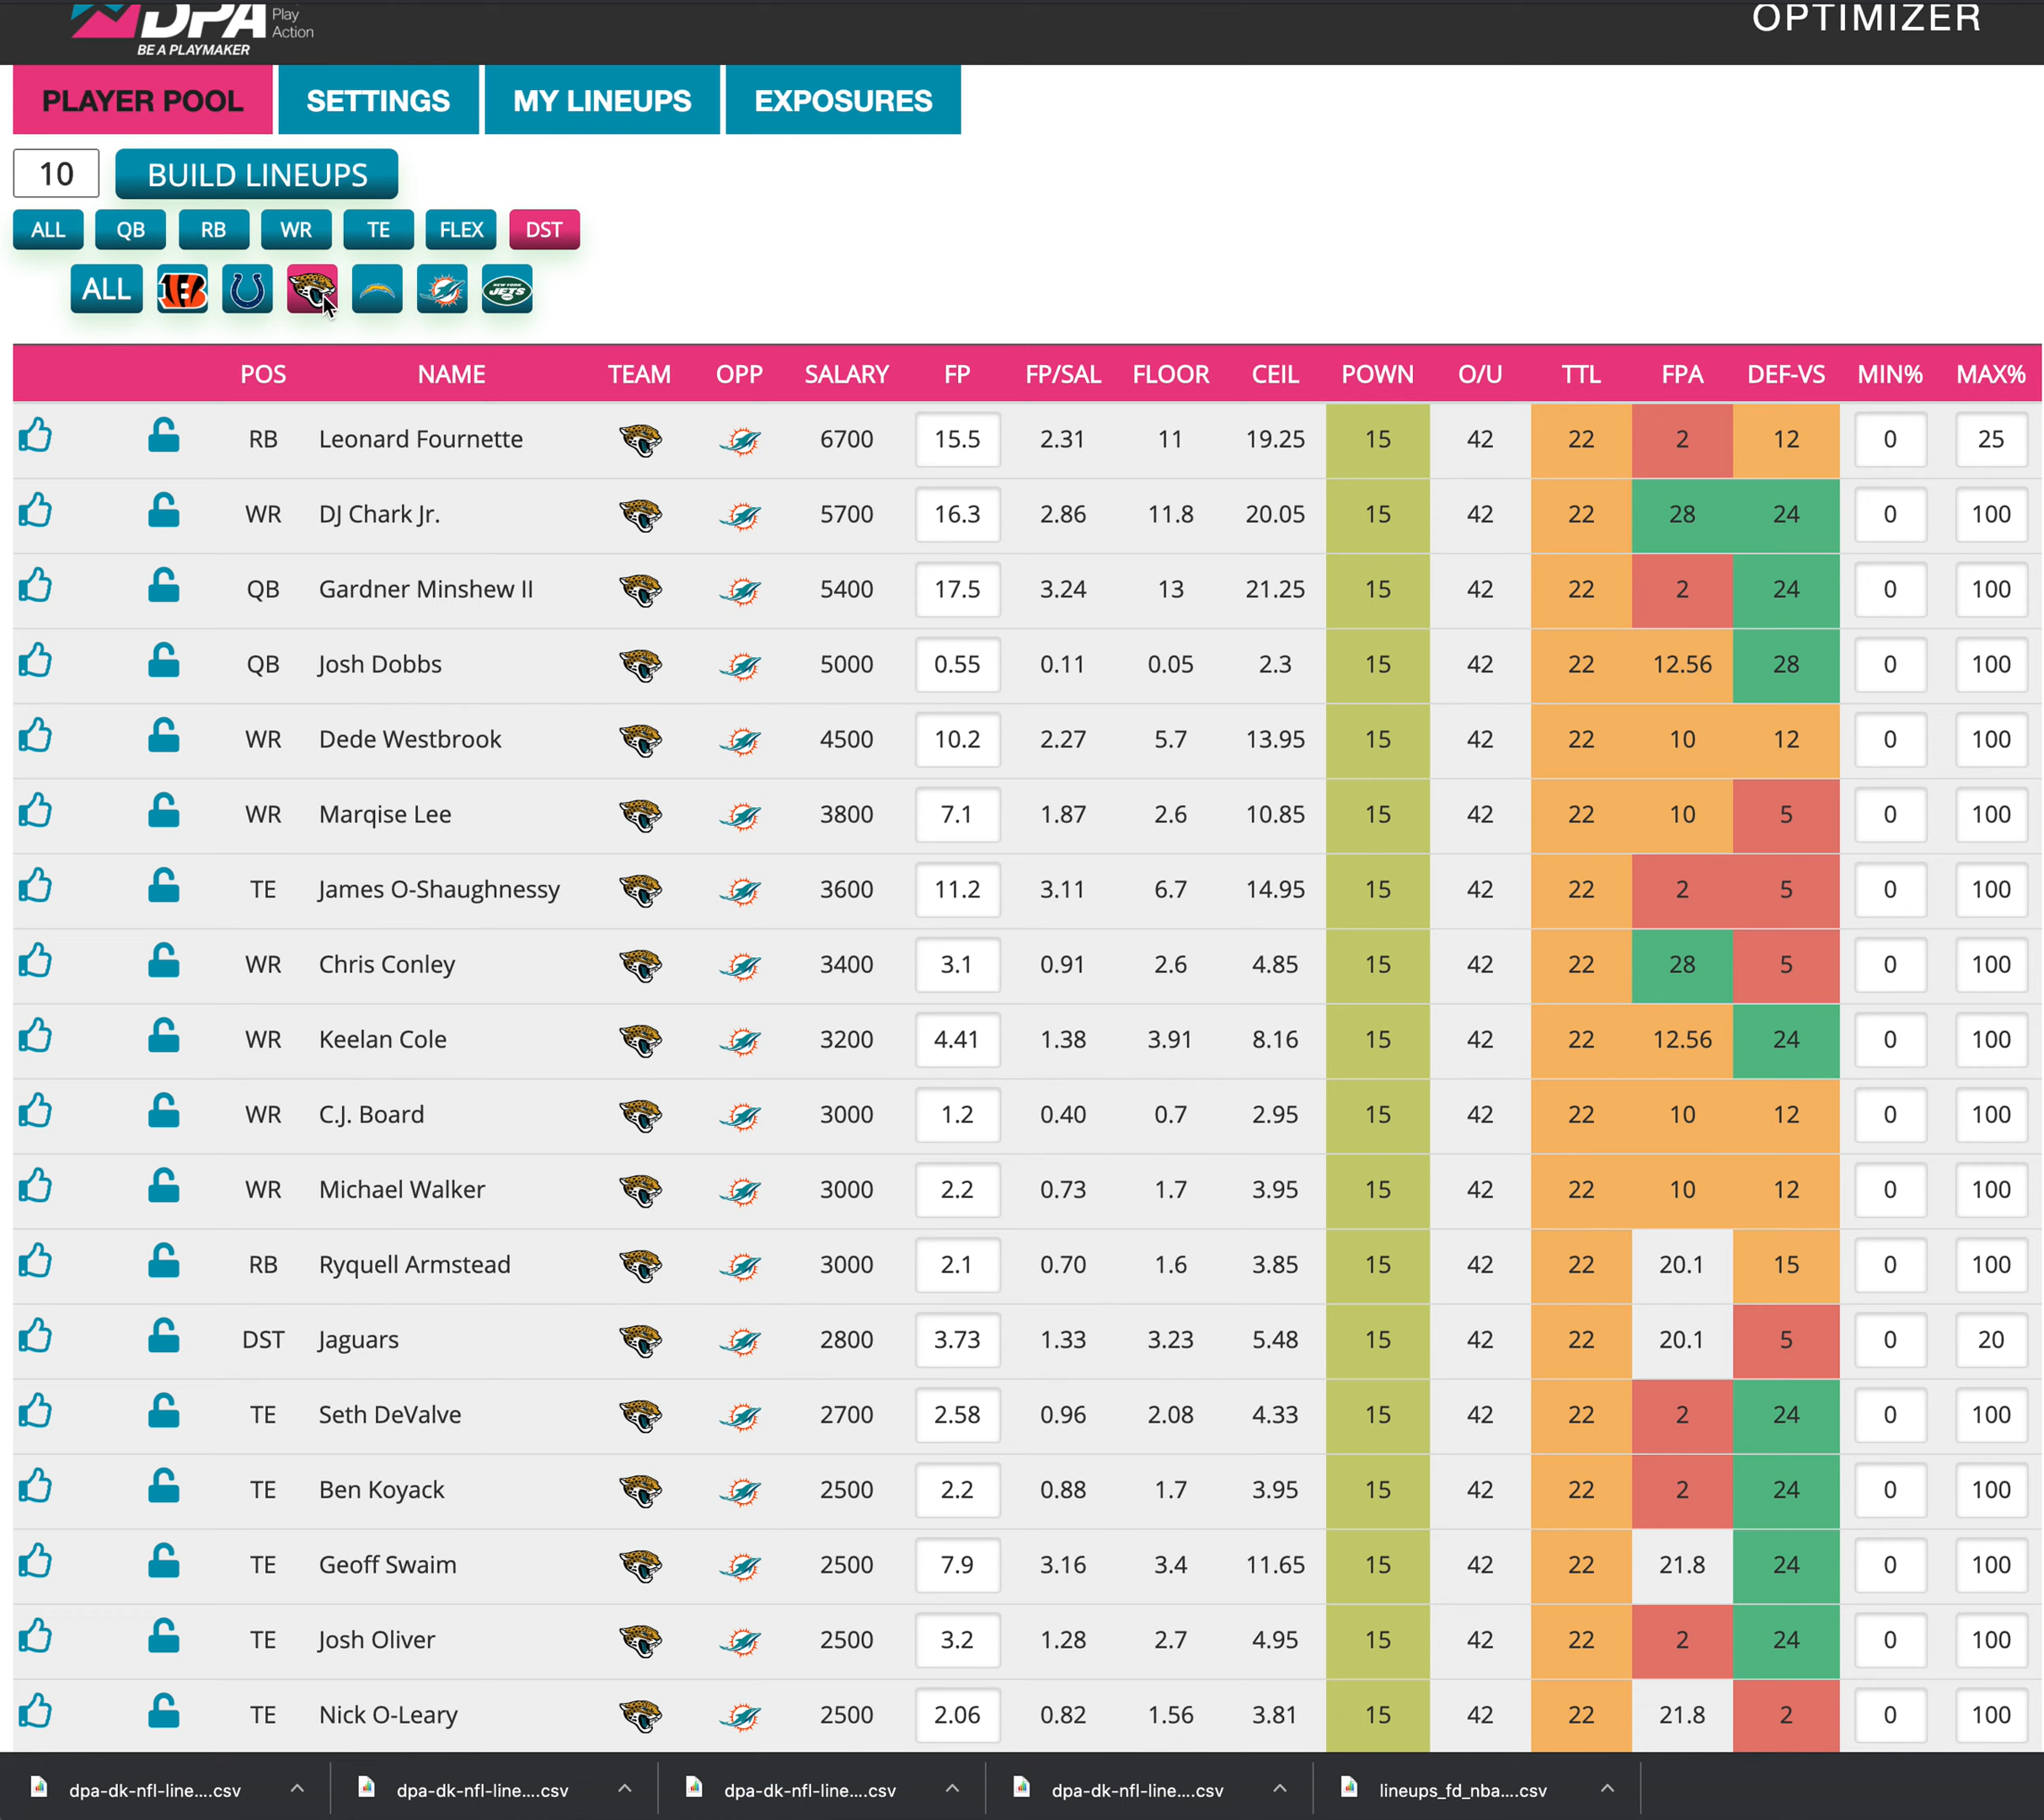 DPA Play
Action
BE A PLAYMAKER
OPTIMIZER
PLAYER POOL SETTINGS MY LINEUPS EXPOSURES
10 BUILD LINEUPS
ALL QB RB WR TE FLEX DST
ALL NEW YORK JETS
POS NAME TEAM OPP SALARY FP FP/SAL FLOOR CEIL POWN O/U TTL FPA DEF-VS MIN% MAX%
RB Leonard Fournette 6700 15.5 2.31 11 19.25 15 42 22 2 12 0 25
WR DJ Chark Jr. 5700 16.3 2.86 11.8 20.05 15 42 22 28 24 0 100
QB Gardner Minshew II 5400 17.5 3.24 13 21.25 15 42 22 2 24 0 100
QB Josh Dobbs 5000 0.55 0.11 0.05 2.3 15 42 22 12.56 28 0 100
WR Dede Westbrook 4500 10.2 2.27 5.7 13.95 15 42 22 10 12 0 100
WR Marqise Lee 3800 7.1 1.87 2.6 10.85 15 42 22 10 5 0 100
TE James O-Shaughnessy 3600 11.2 3.11 6.7 14.95 15 42 22 2 5 0 100
WR Chris Conley 3400 3.1 0.91 2.6 4.85 15 42 22 28 5 0 100
WR Keelan Cole 3200 4.41 1.38 3.91 8.16 15 42 22 12.56 24 0 100
WR C.J. Board 3000 1.2 0.40 0.7 2.95 15 42 22 10 12 0 100
WR Michael Walker 3000 2.2 0.73 1.7 3.95 15 42 22 10 12 0 100
RB Ryquell Armstead 3000 2.1 0.70 1.6 3.85 15 42 22 20.1 15 0 100
DST Jaguars 2800 3.73 1.33 3.23 5.48 15 42 22 20.1 5 0 20
TE Seth DeValve 2700 2.58 0.96 2.08 4.33 15 42 22 2 24 0 100
TE Ben Koyack 2500 2.2 0.88 1.7 3.95 15 42 22 2 24 0 100
TE Geoff Swaim 2500 7.9 3.16 3.4 11.65 15 42 22 21.8 24 0 100
TE Josh Oliver 2500 3.2 1.28 2.7 4.95 15 42 22 2 24 0 100
TE Nick O-Leary 2500 2.06 0.82 1.56 3.81 15 42 22 21.8 2 0 100
dpa-dk-nfl-line....csv dpa-dk-nfl-line....csv dpa-dk-nfl-line....csv dpa-dk-nfl-line....csv lineups_fd_nba....csv